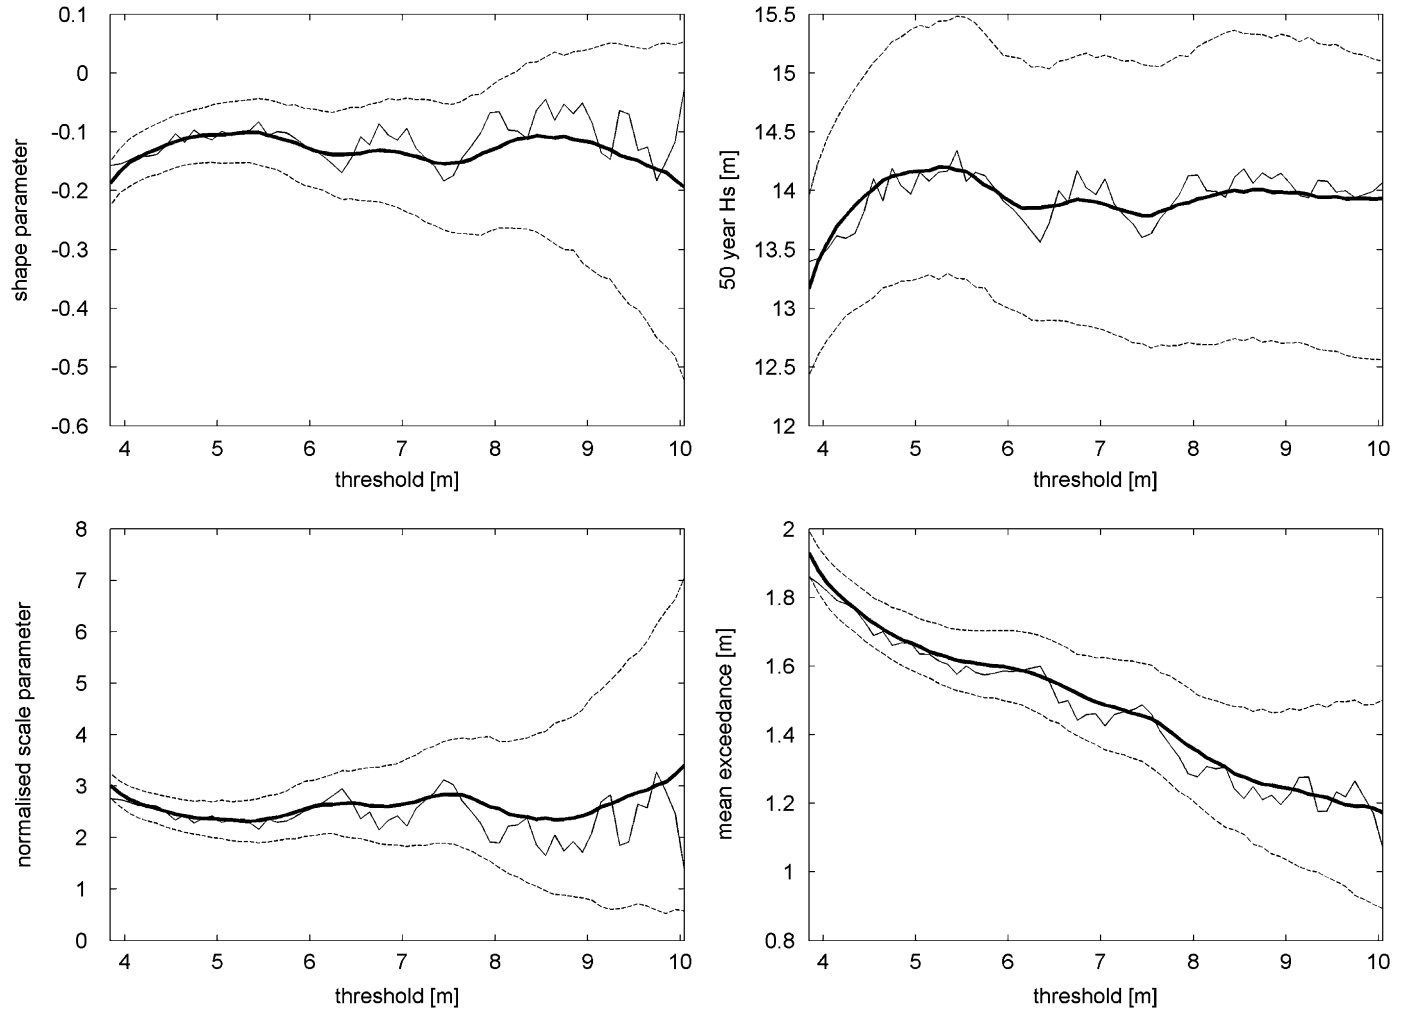 0.1
0
-0.1
-0.2
-0.3
-0.4
-0.5
-0.6
shape parameter
4 5 6 7 8 9 10
threshold [m]
15.5
15
14.5
14
13.5
13
12.5
12
50 year Hs [m]
4 5 6 7 8 9 10
threshold [m]
8
7
6
5
4
3
2
1
0
normalised scale parameter
4 5 6 7 8 9 10
threshold [m]
2
1.8
1.6
1.4
1.2
1
0.8
mean exceedance [m]
4 5 6 7 8 9 10
threshold [m]